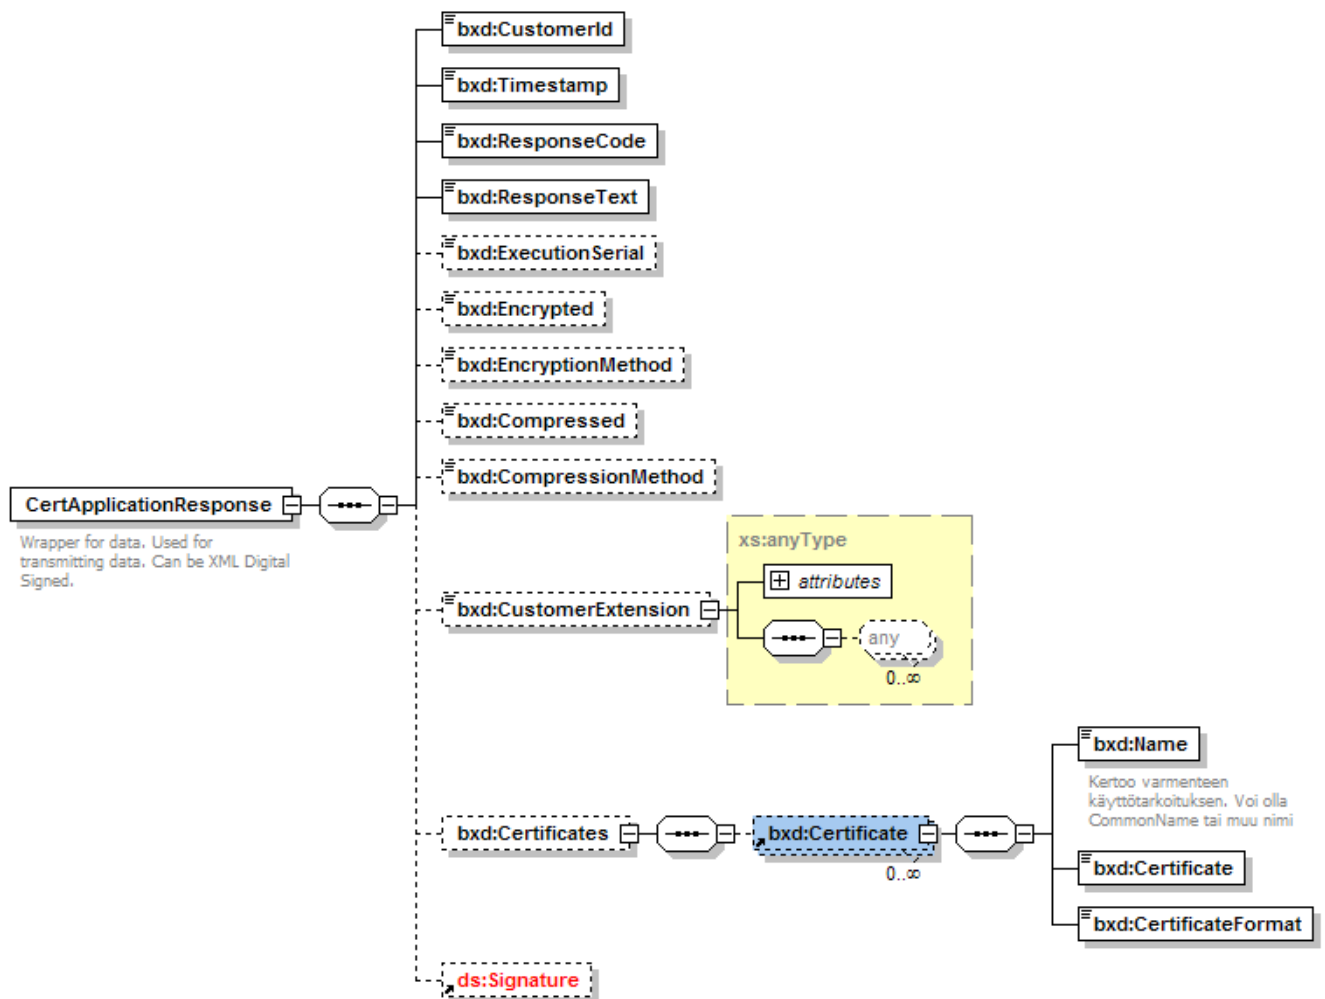 bxd:CustomerId
bxd:Timestamp
bxd:ResponseCode
bxd:ResponseText
bxd:ExecutionSerial
bxd:Encrypted
bxd:EncryptionMethod
bxd:Compressed
bxd:CompressionMethod
CertApplicationResponse
Wrapper for data. Used for
transmitting data. Can be XML Digital
Signed.
xs:anyType
attributes
bxd:CustomerExtension
any
0..∞
bxd:Name
Kertoo varmenteen
käyttötarkoituksen. Voi olla
CommonName tai muu nimi
bxd:Certificates
bxd:Certificate
0..∞
bxd:Certificate
bxd:CertificateFormat
ds:Signature